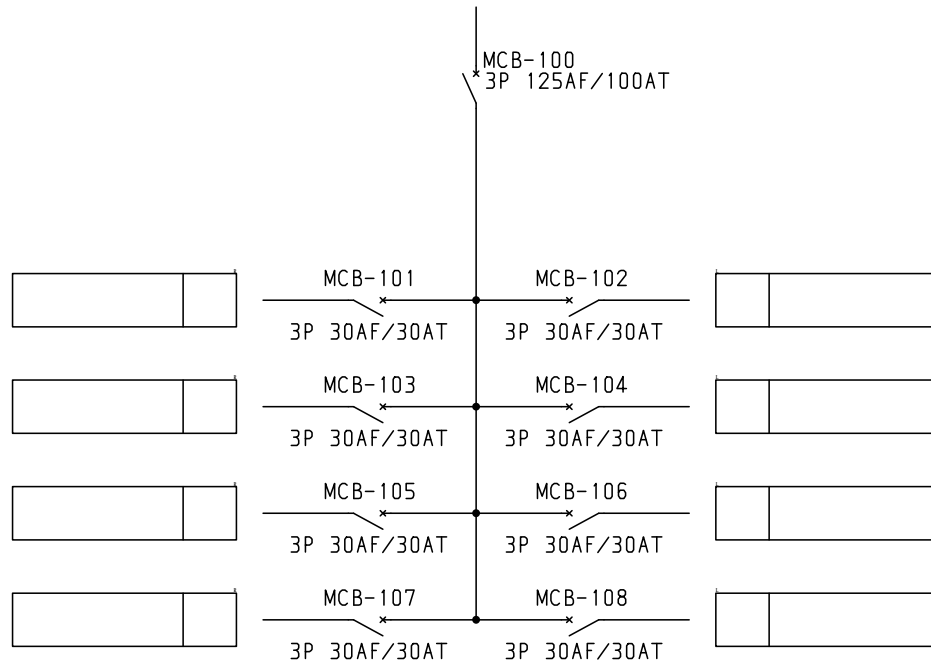 MCB-100
3P 125AF/100AT
MCB-101
MCB-102
3P 30AF/30AT
3P 30AF/30AT
MCB-103
MCB-104
3P 30AF/30AT
3P 30AF/30AT
MCB-105
MCB-106
3P 30AF/30AT
3P 30AF/30AT
MCB-107
MCB-108
3P 30AF/30AT
3P 30AF/30AT